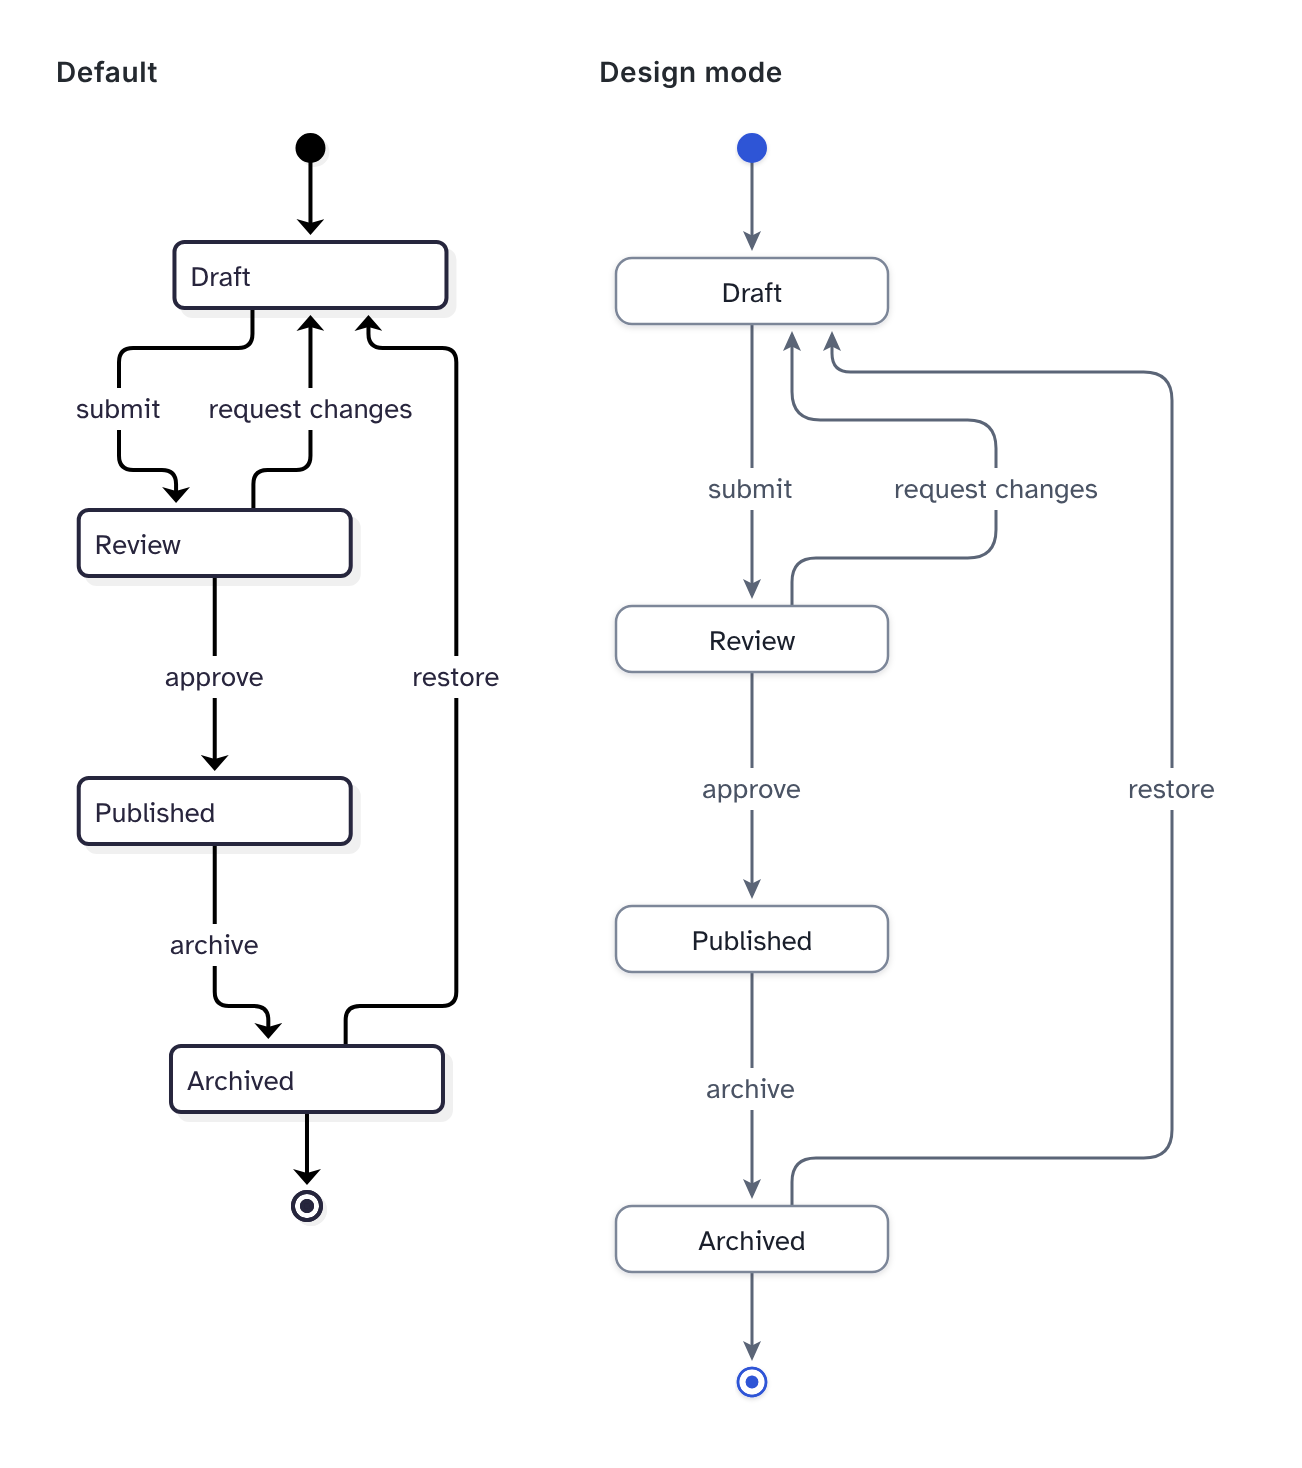 Default
Draft
submit
request changes
Review
approve
restore
Published
archive
Archived
Design mode
Draft
submit
request changes
Review
approve
restore
Published
archive
Archived